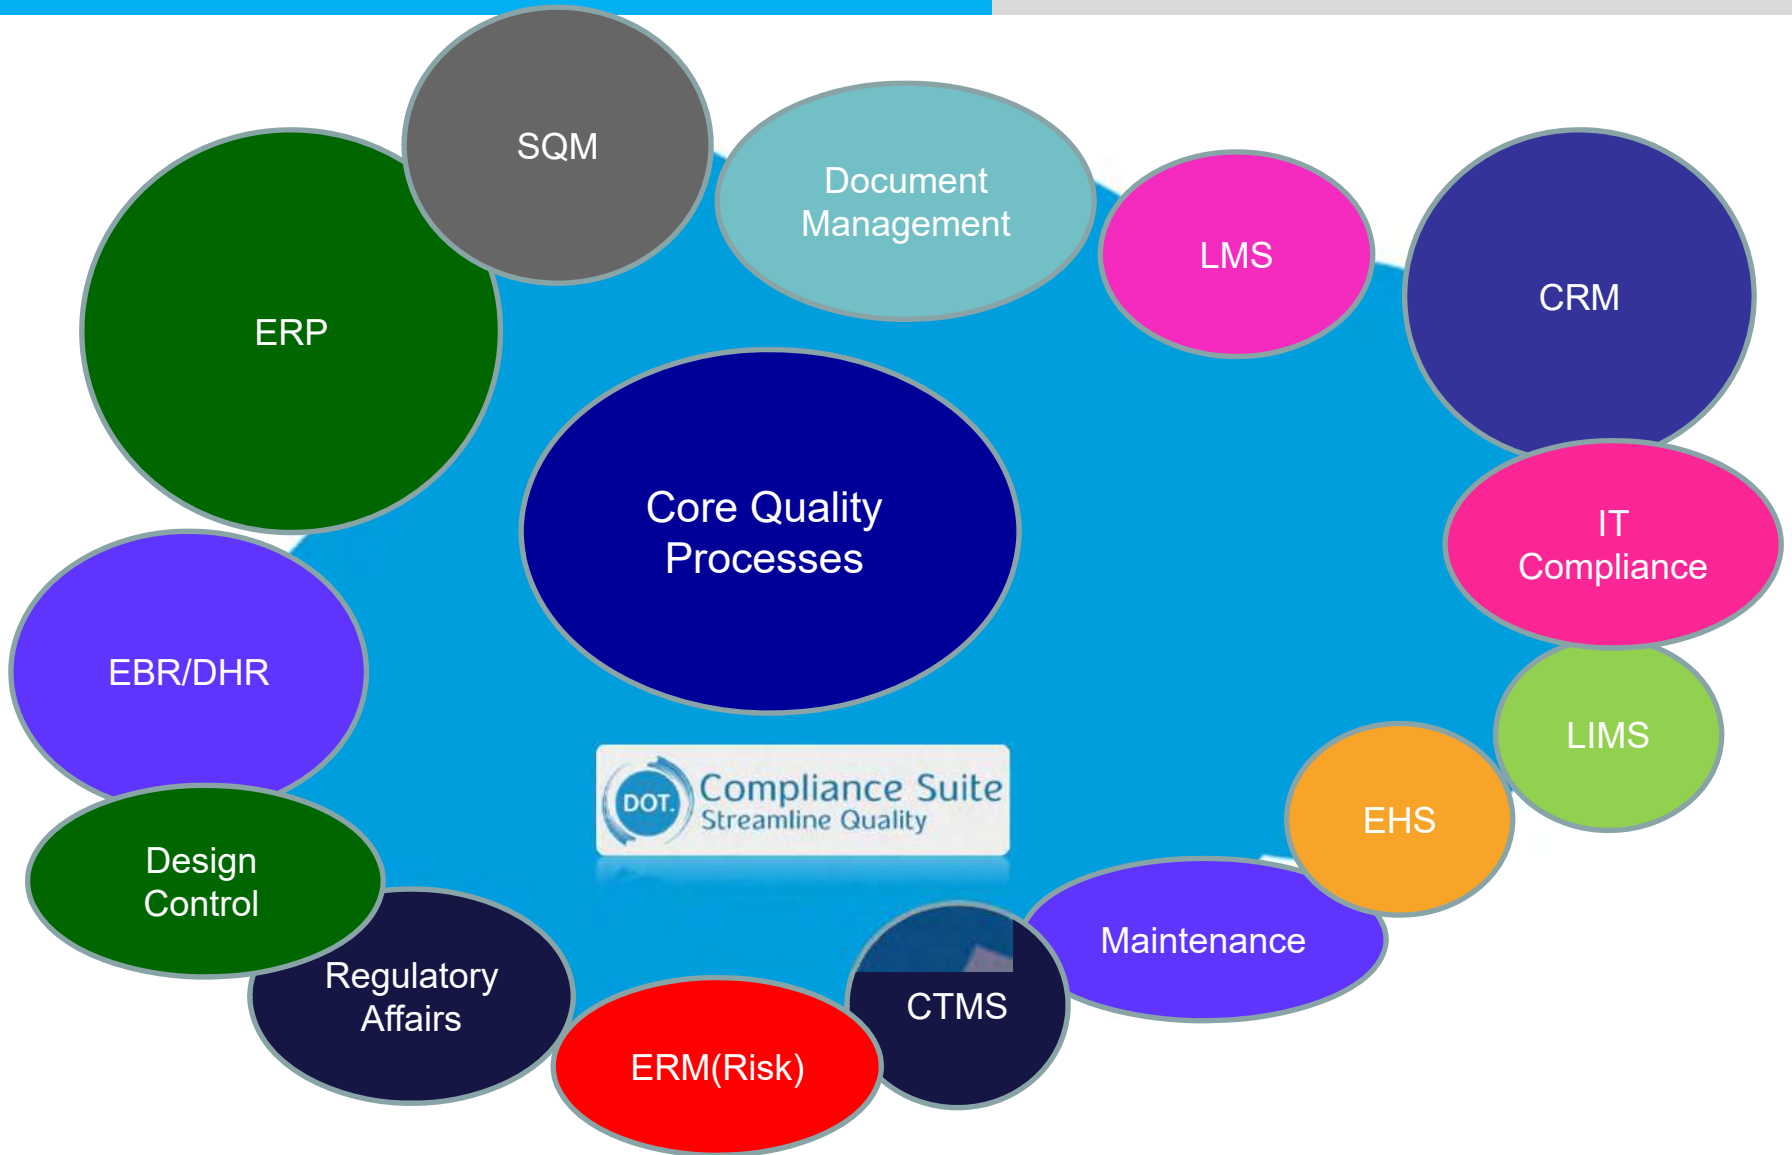 SQM
Document
Management
LMS
CRM
ERP
Core Quality
Processes
IT
Compliance
EBR/DHR
LIMS
DOT.
Compliance Suite
Streamline Quality
EHS
Design
Control
Maintenance
Regulatory
Affairs
CTMS
ERM(Risk)